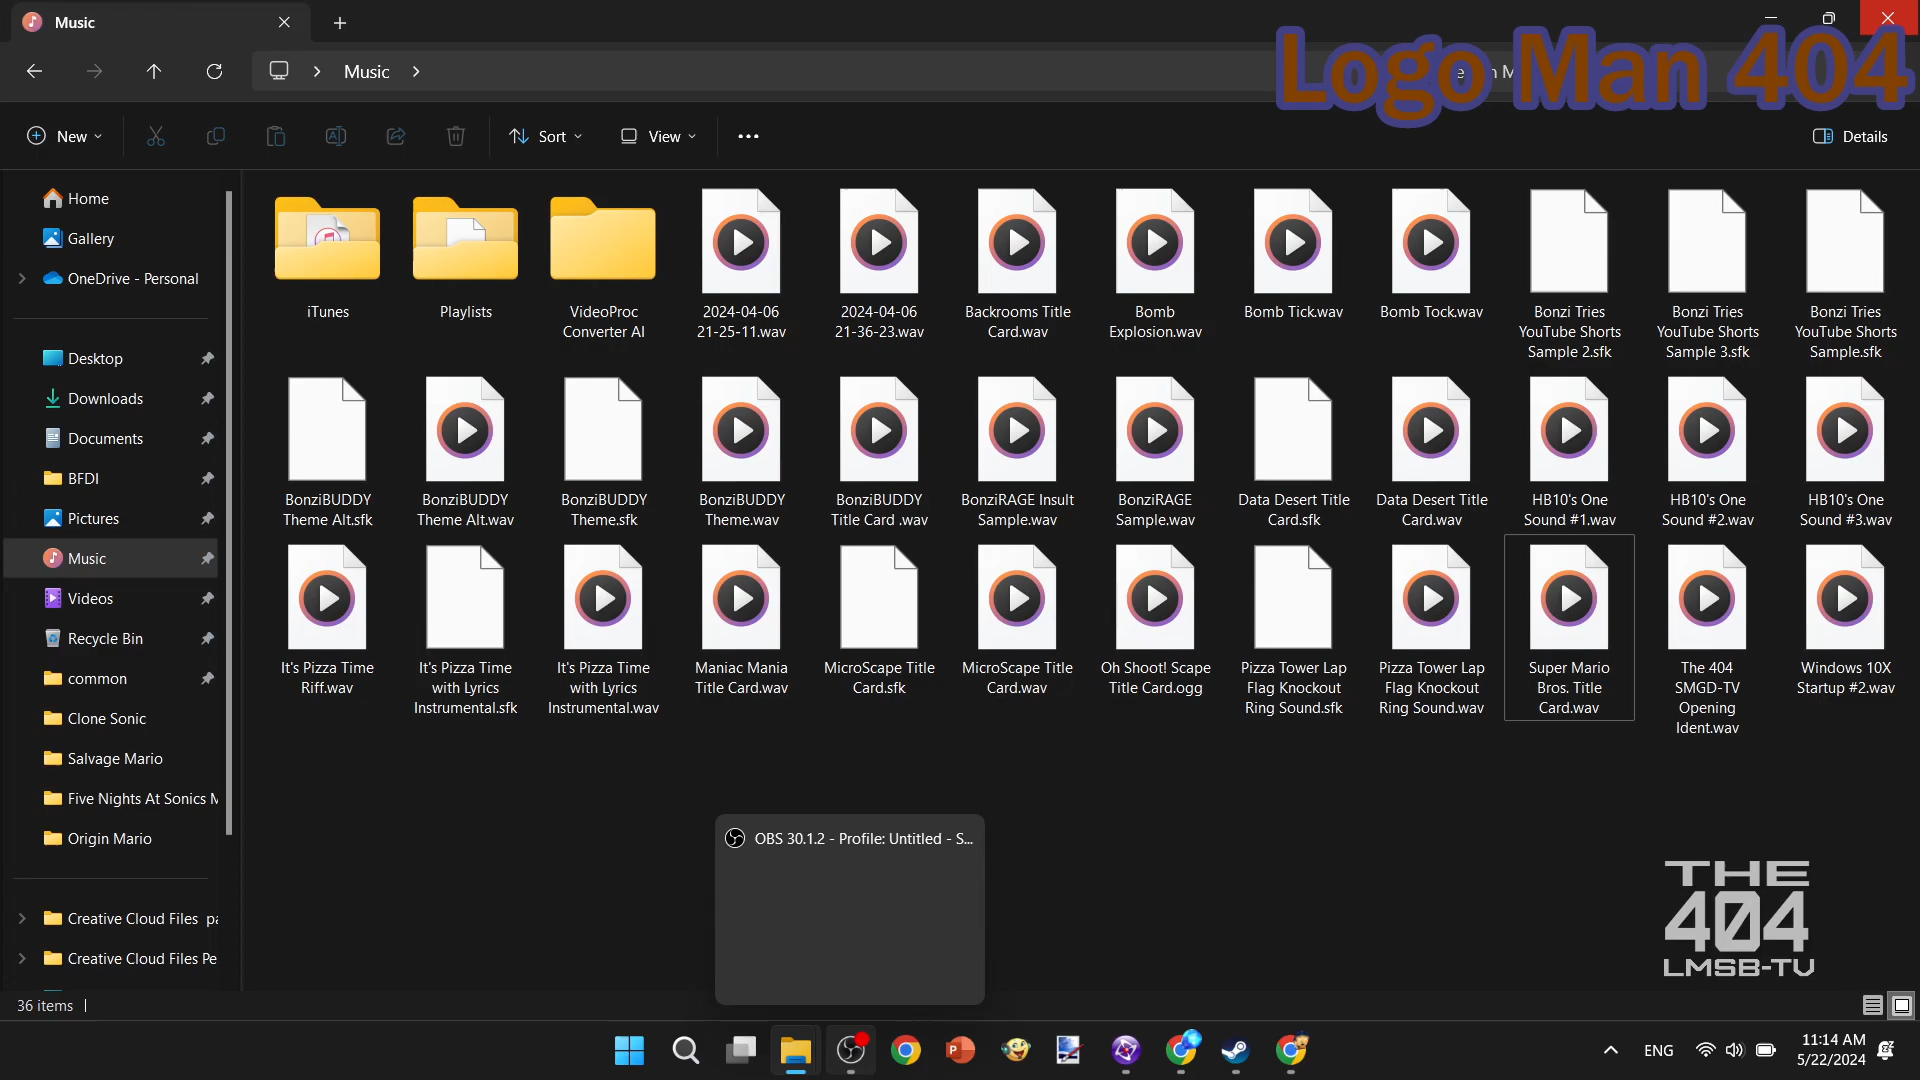 Music
Logo Man 404
Music
New
Sort
View
Details
Home
Gallery
OneDrive - Personal
Desktop
Downloads
Documents
BFDI
Pictures
Music
Videos
Recycle Bin
common
Clone Sonic
Salvage Mario
Five Nights At Sonics M
Origin Mario
Creative Cloud Files pa
Creative Cloud Files Pe
iTunes
Playlists
VideoProc
Converter AI
2024-04-06
21-25-11.wav
2024-04-06
21-36-23.wav
Backrooms Title
Card.wav
Bomb
Explosion.wav
Bomb Tick.wav
Bomb Tock.wav
Bonzi Tries
YouTube Shorts
Sample 2.sfk
Bonzi Tries
YouTube Shorts
Sample 3.sfk
Bonzi Tries
YouTube Shorts
Sample.sfk
BonziBUDDY
Theme Alt.sfk
BonziBUDDY
Theme Alt.wav
BonziBUDDY
Theme.sfk
BonziBUDDY
Theme.wav
BonziBUDDY
Title Card .wav
BonziRAGE Insult
Sample.wav
BonziRAGE
Sample.wav
Data Desert Title
Card.sfk
Data Desert Title
Card.wav
HB10's One
Sound #1.wav
HB10's One
Sound #2.wav
HB10's One
Sound #3.wav
It's Pizza Time
Riff.wav
It's Pizza Time
with Lyrics
Instrumental.sfk
It's Pizza Time
with Lyrics
Instrumental.wav
Maniac Mania
Title Card.wav
MicroScape Title
Card.sfk
MicroScape Title
Card.wav
Oh Shoot! Scape
Title Card.ogg
Pizza Tower Lap
Flag Knockout
Ring Sound.sfk
Pizza Tower Lap
Flag Knockout
Ring Sound.wav
Super Mario
Bros. Title
Card.wav
The 404
SMGD-TV
Opening
Ident.wav
Windows 10X
Startup #2.wav
OBS 30.1.2 - Profile: Untitled - S...
THE
404
LMSB-TV
36 items
ENG
11:14 AM
5/22/2024